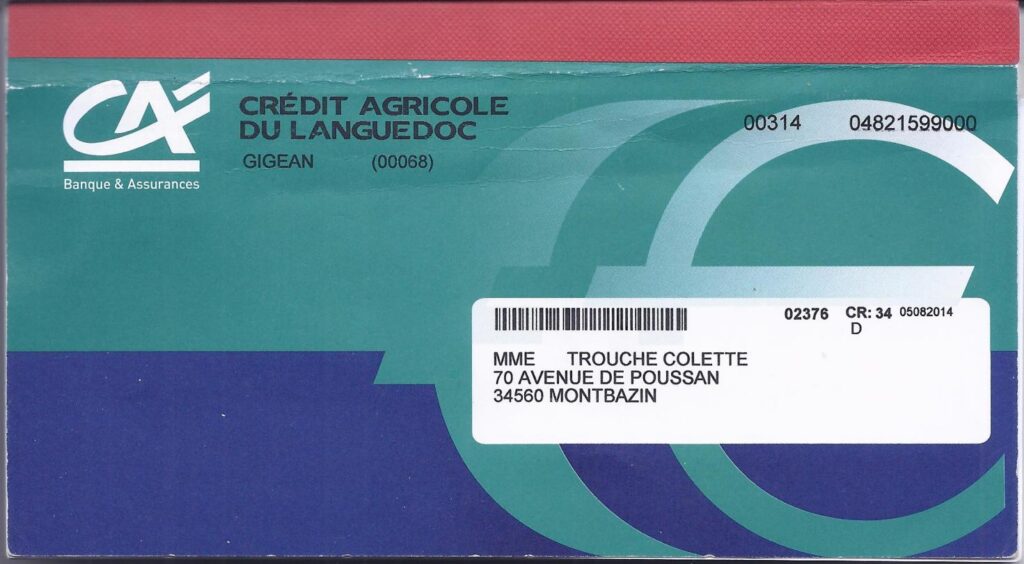 CA
CRÉDIT AGRICOLE
DU LANGUEDOC
GIGEAN (00068)
Banque & Assurances
00314 04821599000
02376 CR: 34 05082014
D
MME TROUCHE COLETTE
70 AVENUE DE POUSSAN
34560 MONTBAZIN